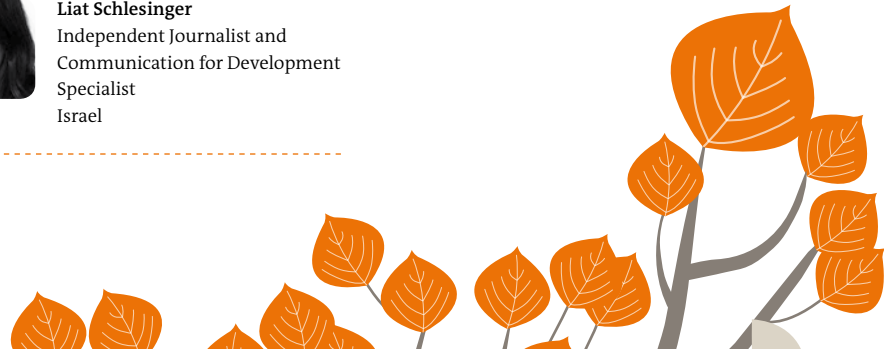 Liat Schlesinger
Independent Journalist and
Communication for Development
Specialist
Israel